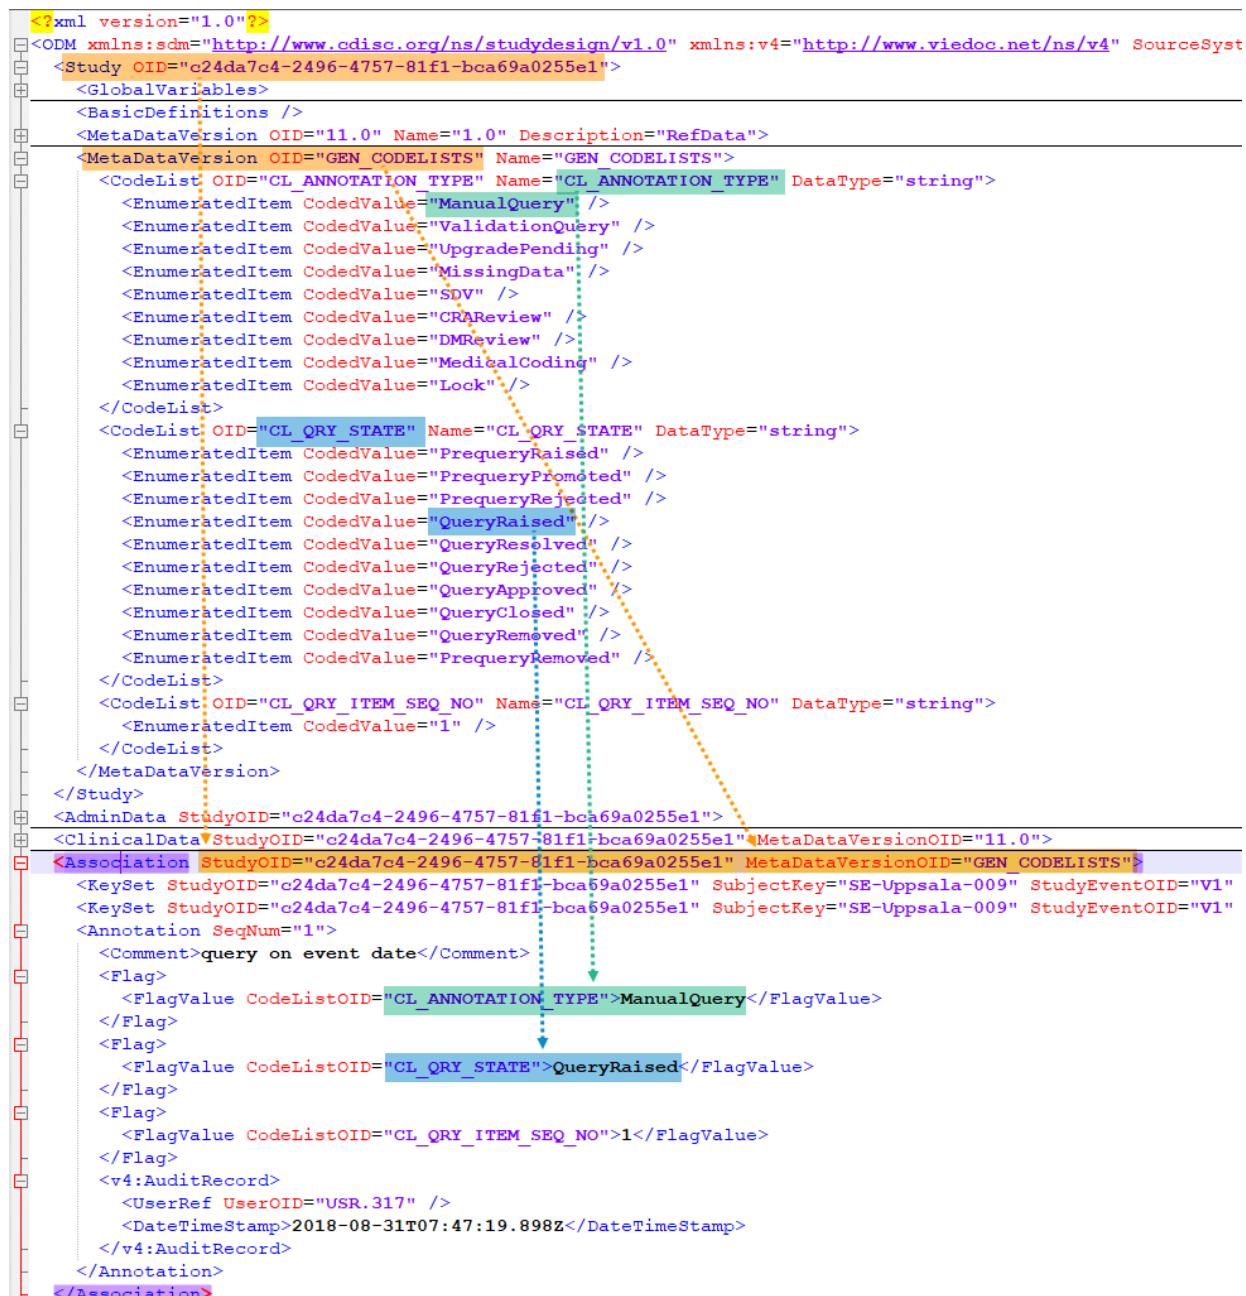 <?xml version="1.0"?>
<ODM xmlns:sdm="http://www.cdisc.org/ns/studydesign/v1.0" xmlns:v4="http://www.viedoc.net/ns/v4" SourceSyst
<Study OID="c24da7c4-2496-4757-81f1-bca69a0255e1">
<GlobalVariables>
<BasicDefinitions />
<MetaDataVersion OID="11.0" Name="1.0" Description="RefData">
<MetaDataVersion OID="GEN_CODELISTS" Name="GEN_CODELISTS">
<CodeList OID="CL_ANNOTATION_TYPE" Name="CL_ANNOTATION_TYPE" DataType="string">
<EnumeratedItem CodedValue="ManualQuery" />
<EnumeratedItem CodedValue="ValidationQuery" />
<EnumeratedItem CodedValue="UpgradePending" />
<EnumeratedItem CodedValue="MissingData" />
<EnumeratedItem CodedValue="SDV" />
<EnumeratedItem CodedValue="CRAReview" />
<EnumeratedItem CodedValue="DMReview" />
<EnumeratedItem CodedValue="MedicalCoding" />
<EnumeratedItem CodedValue="Lock" />
</CodeList>
<CodeList OID="CL_QRY_STATE" Name="CL_QRY_STATE" DataType="string">
<EnumeratedItem CodedValue="PrequeryRaised" />
<EnumeratedItem CodedValue="PrequeryPromoted" />
<EnumeratedItem CodedValue="PrequeryRejected" />
<EnumeratedItem CodedValue="QueryRaised" />
<EnumeratedItem CodedValue="QueryResolved" />
<EnumeratedItem CodedValue="QueryRejected" />
<EnumeratedItem CodedValue="QueryApproved" />
<EnumeratedItem CodedValue="QueryClosed" />
<EnumeratedItem CodedValue="QueryRemoved" />
<EnumeratedItem CodedValue="PrequeryRemoved" />
</CodeList>
<CodeList OID="CL_QRY_ITEM_SEQ_NO" Name="CL_QRY_ITEM_SEQ_NO" DataType="string">
<EnumeratedItem CodedValue="1" />
</CodeList>
</MetaDataVersion>
</Study>
<AdminData StudyOID="c24da7c4-2496-4757-81f1-bca69a0255e1">
<ClinicalData StudyOID="c24da7c4-2496-4757-81f1-bca69a0255e1" MetaDataVersionOID="11.0">
<Association StudyOID="c24da7c4-2496-4757-81f1-bca69a0255e1" MetaDataVersionOID="GEN_CODELISTS">
<KeySet StudyOID="c24da7c4-2496-4757-81f1-bca69a0255e1" SubjectKey="SE-Uppsala-009" StudyEventOID="V1"
<KeySet StudyOID="c24da7c4-2496-4757-81f1-bca69a0255e1" SubjectKey="SE-Uppsala-009" StudyEventOID="V1"
<Annotation SeqNum="1">
<Comment>query on event date</Comment>
<Flag>
<FlagValue CodeListOID="CL_ANNOTATION_TYPE">ManualQuery</FlagValue>
</Flag>
<Flag>
<FlagValue CodeListOID="CL_QRY_STATE">QueryRaised</FlagValue>
</Flag>
<Flag>
<FlagValue CodeListOID="CL_QRY_ITEM_SEQ_NO">1</FlagValue>
</Flag>
<v4:AuditRecord>
<UserRef UserOID="USR.317" />
<DateTimeStamp>2018-08-31T07:47:19.898Z</DateTimeStamp>
</v4:AuditRecord>
</Annotation>
</Association>